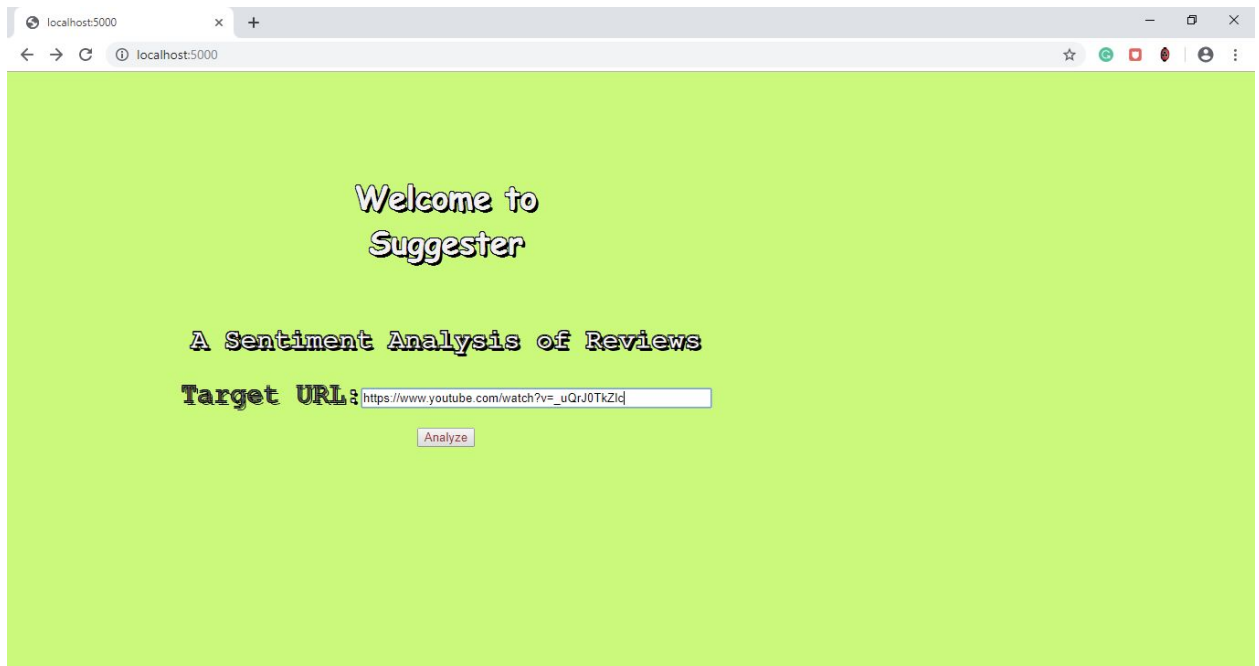 localhost:5000
localhost:5000
Welcome to
Suggester
A Sentiment Analysis of Reviews
Target URL: https://www.youtube.com/watch?v=_uQrJ0TkZlc
Analyze